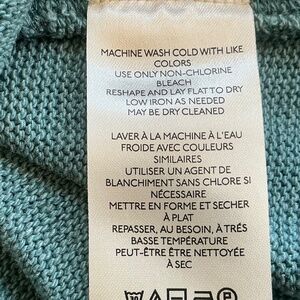 MACHINE WASH COLD WITH LIKE
COLORS
USE ONLY NON-CHLORINE
BLEACH
RESHAPE AND LAY FLAT TO DRY
LOW IRON AS NEEDED
MAY BE DRY CLEANED
LAVER À LA MACHINE À L'EAU
FROIDE AVEC COULEURS
SIMILAIRES
UTILISER UN AGENT DE
BLANCHIMENT SANS CHLORE SI
NÉCESSAIRE
METTRE EN FORME ET SECHER
À PLAT
REPASSER, AU BESOIN, À TRÉS
BASSE TEMPÉRATURE
PEUT-ÊTRE ÊTRE NETTOYÉE
À SEC
30 P